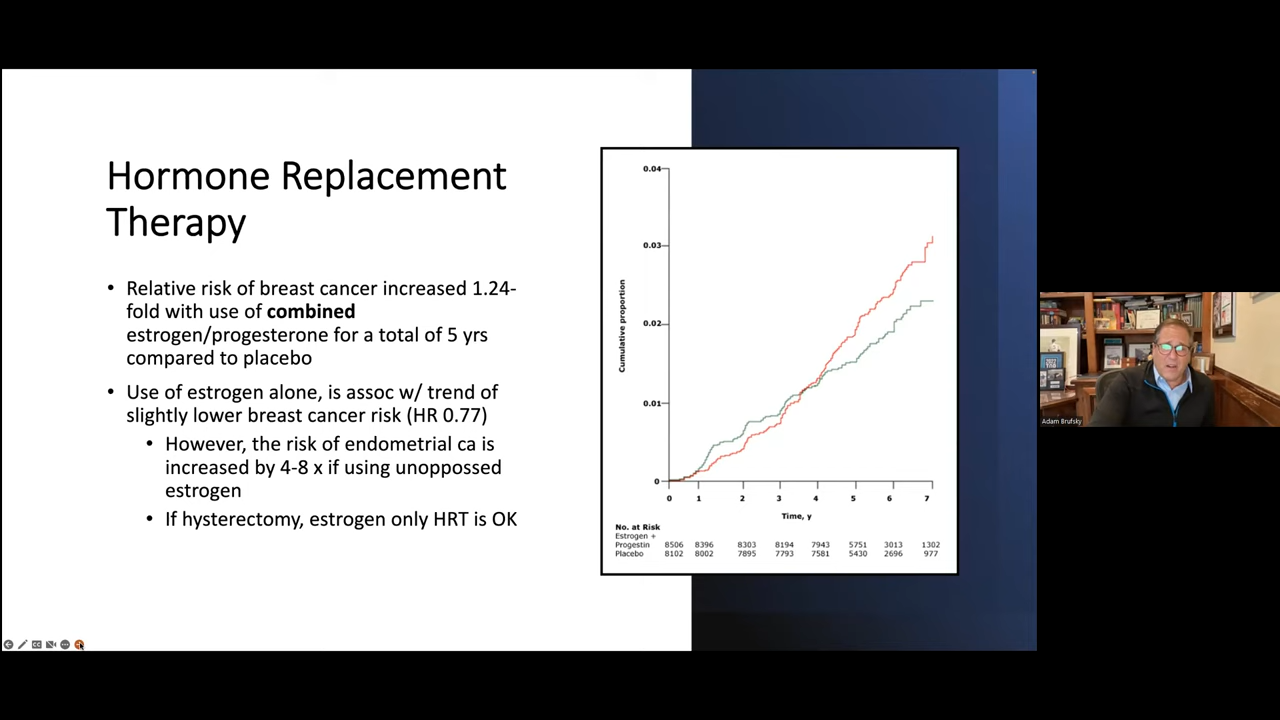 Hormone Replacement
Therapy
• Relative risk of breast cancer increased 1.24-
fold with use of combined
estrogen/progesterone for a total of 5 yrs
compared to placebo
• Use of estrogen alone, is assoc w/ trend of
slightly lower breast cancer risk (HR 0.77)
• However, the risk of endometrial ca is
increased by 4-8 x if using unoppossed
estrogen
• If hysterectomy, estrogen only HRT is OK
0.04
0.03
0.02
0.01
0
Cumulative proportion
0 1 2 3 4 5 6 7
Time, y
No. at Risk
Estrogen +
Progestin 8506 8396 8303 8194 7943 5751 3013 1302
Placebo 8102 8002 7895 7793 7581 5430 2696 977
Adam Brufsky